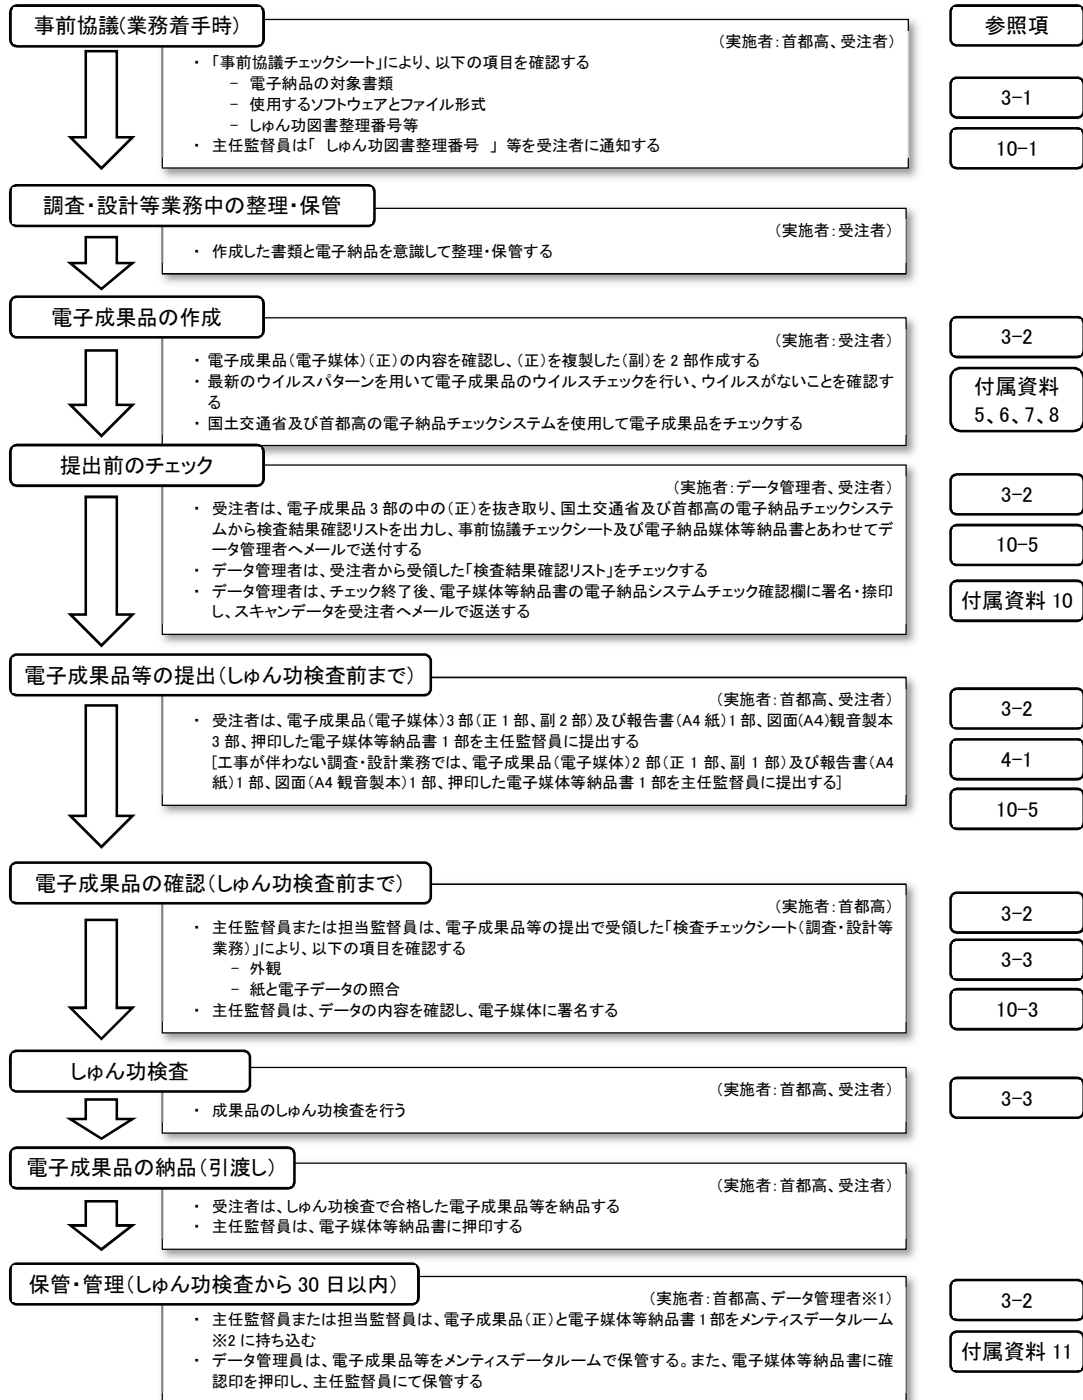 事前協議(業務着手時)
参照項
(実施者:首都高、受注者)
・ 「事前協議チェックシート」により、以下の項目を確認する
− 電子納品の対象書類
− 使用するソフトウェアとファイル形式
− しゅん功図書整理番号等
・ 主任監督員は「 しゅん功図書整理番号 」 等を受注者に通知する
3-1
10-1
調査・設計等業務中の整理・保管
(実施者:受注者)
・ 作成した書類と電子納品を意識して整理・保管する
電子成果品の作成
(実施者:受注者)
・ 電子成果品(電子媒体)(正)の内容を確認し、(正)を複製した(副)を 2 部作成する
・ 最新のウイルスパターンを用いて電子成果品のウイルスチェックを行い、ウイルスがないことを確認す
る
・ 国土交通省及び首都高の電子納品チェックシステムを使用して電子成果品をチェックする
3-2
付属資料
5、6、7、8
提出前のチェック
(実施者:データ管理者、受注者)
・ 受注者は、電子成果品 3 部の中の(正)を抜き取り、国土交通省及び首都高の電子納品チェックシステ
ムから検査結果確認リストを出力し、事前協議チェックシート及び電子納品媒体等納品書とあわせてデ
ータ管理者へメールで送付する
・ データ管理者は、受注者から受領した「検査結果確認リスト」をチェックする
・ データ管理者は、チェック終了後、電子媒体等納品書の電子納品システムチェック確認欄に署名・捺印
し、スキャンデータを受注者へメールで返送する
3-2
10-5
付属資料 10
電子成果品等の提出(しゅん功検査前まで)
(実施者:首都高、受注者)
・ 受注者は、電子成果品(電子媒体)3 部(正 1 部、副 2 部)及び報告書(A4 紙)1 部、図面(A4)観音製本
3 部、押印した電子媒体等納品書 1 部を主任監督員に提出する
[工事が伴わない調査・設計業務では、電子成果品(電子媒体)2 部(正 1 部、副 1 部)及び報告書(A4
紙)1 部、図面(A4 観音製本)1 部、押印した電子媒体等納品書 1 部を主任監督員に提出する]
3-2
4-1
10-5
電子成果品の確認(しゅん功検査前まで)
(実施者:首都高)
・ 主任監督員または担当監督員は、電子成果品等の提出で受領した「検査チェックシート(調査・設計等
業務)」により、以下の項目を確認する
− 外観
− 紙と電子データの照合
・ 主任監督員は、データの内容を確認し、電子媒体に署名する
3-2
3-3
10-3
しゅん功検査
(実施者:首都高、受注者)
・ 成果品のしゅん功検査を行う
3-3
電子成果品の納品(引渡し)
(実施者:首都高、受注者)
・ 受注者は、しゅん功検査で合格した電子成果品等を納品する
・ 主任監督員は、電子媒体等納品書に押印する
保管・管理(しゅん功検査から 30 日以内)
(実施者:首都高、データ管理者※1)
・ 主任監督員または担当監督員は、電子成果品(正)と電子媒体等納品書 1 部をメンティスデータルーム
※2 に持ち込む
・ データ管理員は、電子成果品等をメンティスデータルームで保管する。また、電子媒体等納品書に確
認印を押印し、主任監督員にて保管する
3-2
付属資料 11